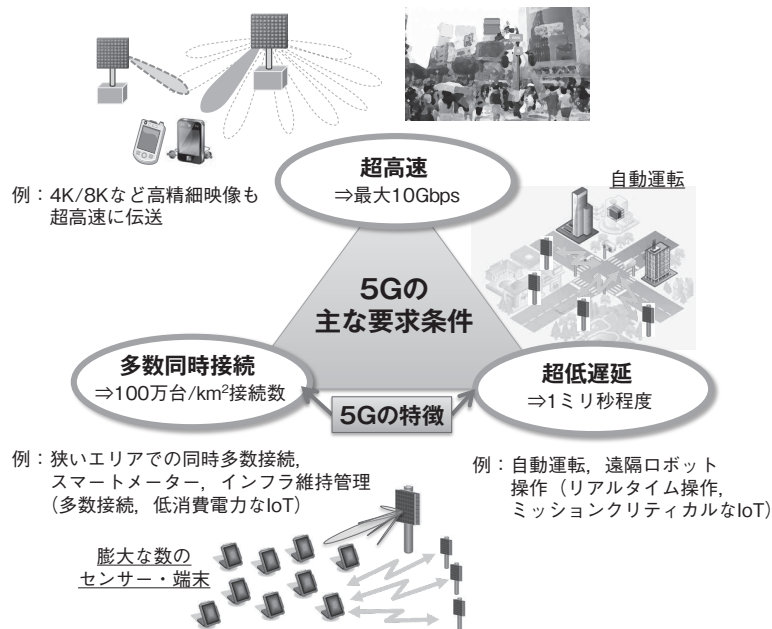 超高速
⇒最大10Gbps
例：4K/8Kなど高精細映像も
超高速に伝送
自動運転
5Gの
主な要求条件
多数同時接続
⇒100万台/km²接続数
超低遅延
⇒1ミリ秒程度
5Gの特徴
例：狭いエリアでの同時多数接続，
スマートメーター，インフラ維持管理
（多数接続，低消費電力なIoT）
例：自動運転，遠隔ロボット
操作（リアルタイム操作，
ミッションクリティカルなIoT）
膨大な数の
センサー・端末